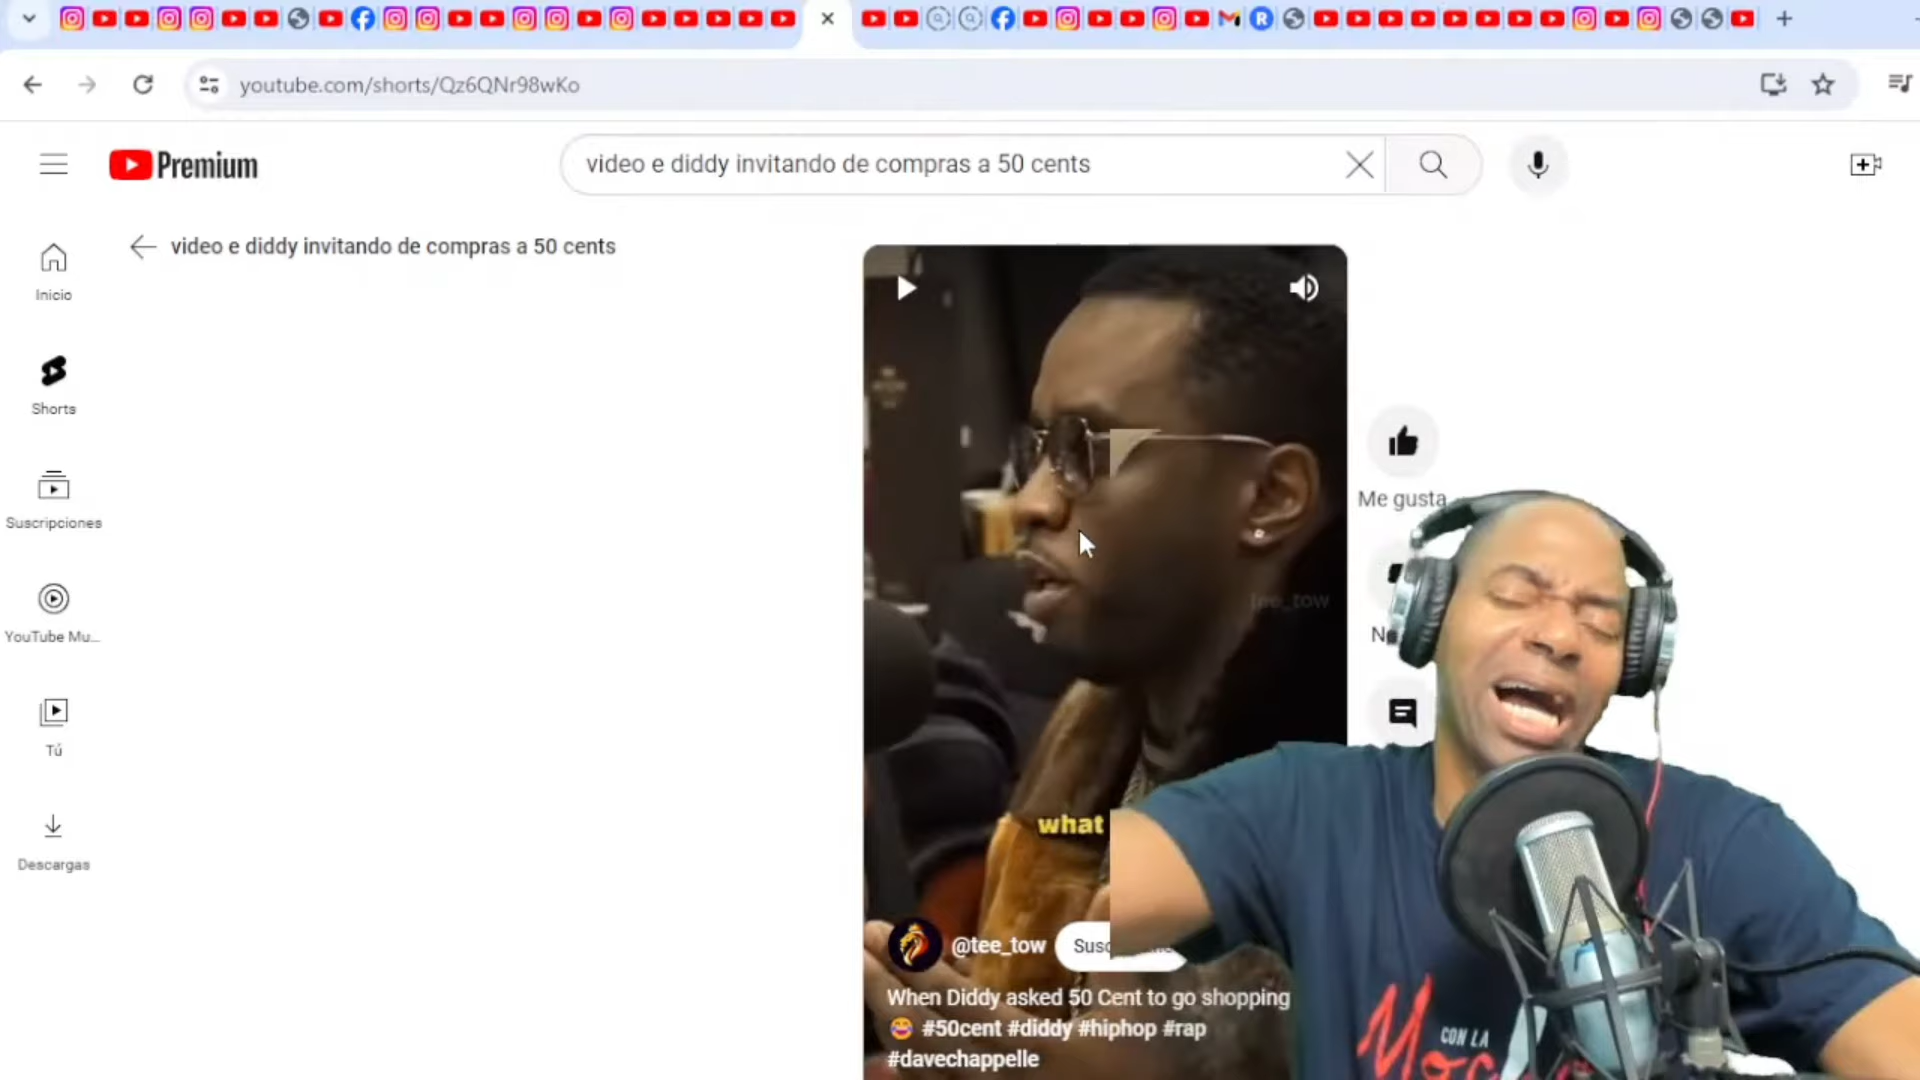 youtube.com/shorts/Qz6QNr98wKo
Premium
video e diddy invitando de compras a 50 cents
video e diddy invitando de compras a 50 cents
Inicio
Shorts
Suscripciones
YouTube Mu...
Tú
Descargas
Me gusta
tee_tow
what
@tee_tow
When Diddy asked 50 Cent to go shopping
😂 #50cent #diddy #hiphop #rap
#davechappelle
CON LA